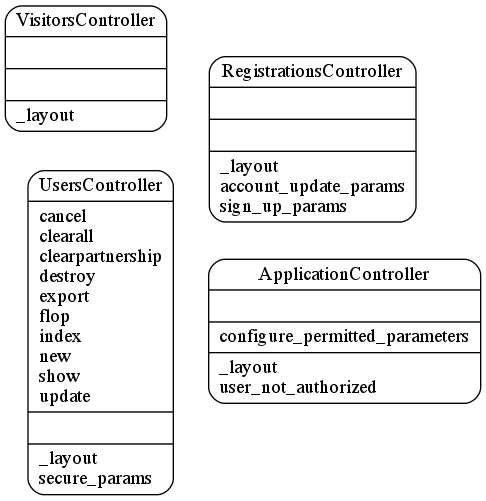 VisitorsController
_layout
RegistrationsController
_layout
account_update_params
sign_up_params
UsersController
cancel
clearall
clearpartnership
destroy
export
flop
index
new
show
update
_layout
secure_params
ApplicationController
configure_permitted_parameters
_layout
user_not_authorized